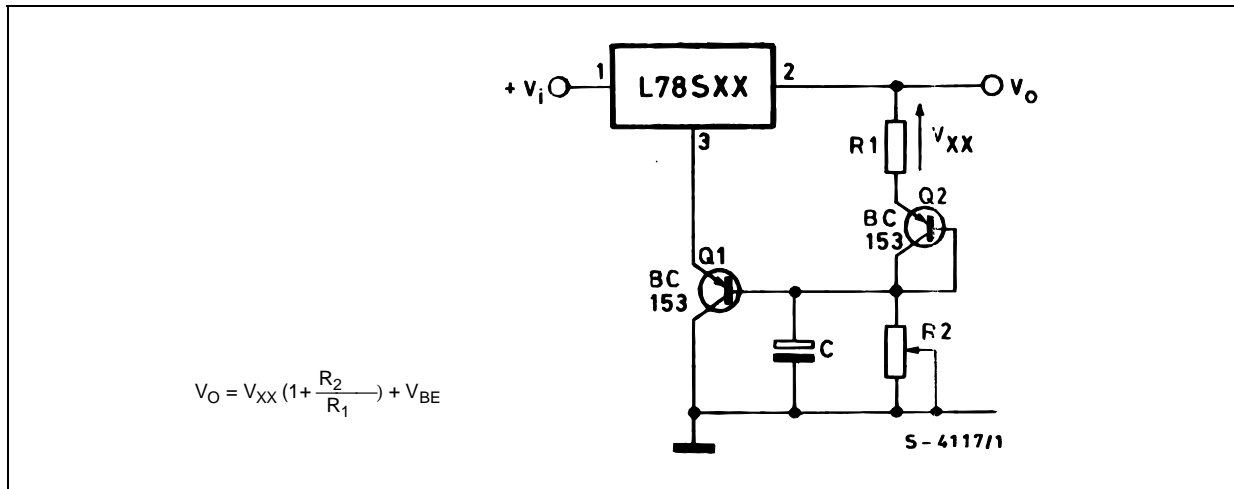 1
L78SXX
2
+ Vi
Vo
3
R1
VXX
Q2
BC
153
Q1
BC
153
C
R2
VO = VXX (1+ R2
R1 ) + VBE
S-4117/1